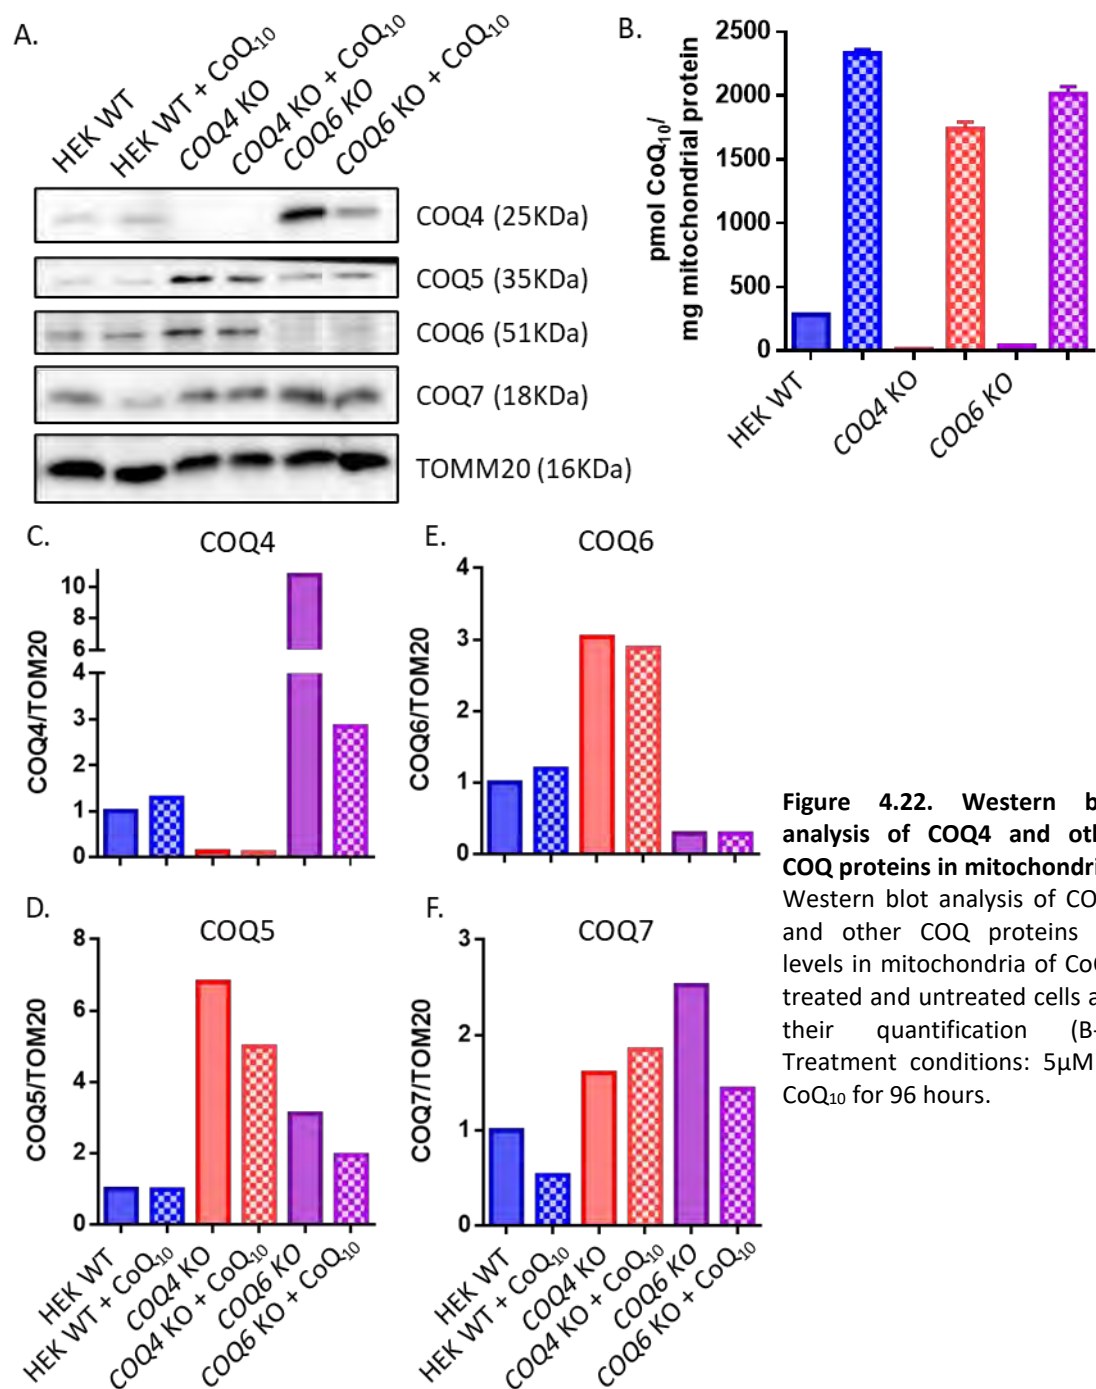 A.
HEK WT
HEK WT + CoQ₁₀
COQ4 KO
COQ4 KO + CoQ₁₀
COQ6 KO
COQ6 KO + CoQ₁₀
COQ4 (25KDa)
COQ5 (35KDa)
COQ6 (51KDa)
COQ7 (18KDa)
TOMM20 (16KDa)
B.
pmol CoQ₁₀/
mg mitochondrial protein
2500
2000
1500
1000
500
0
HEK WT
COQ4 KO
COQ6 KO
C.
COQ4
COQ4/TOM20
10
8
6
4
3
2
1
0
E.
COQ6
COQ6/TOM20
4
3
2
1
0
D.
COQ5
COQ5/TOM20
8
6
4
2
0
HEK WT
HEK WT + CoQ₁₀
COQ4 KO
COQ4 KO + CoQ₁₀
COQ6 KO
COQ6 KO + CoQ₁₀
F.
COQ7
COQ7/TOM20
3
2
1
0
HEK WT
HEK WT + CoQ₁₀
COQ4 KO
COQ4 KO + CoQ₁₀
COQ6 KO
COQ6 KO + CoQ₁₀
Figure 4.22. Western b
analysis of COQ4 and oth
COQ proteins in mitochondri
Western blot analysis of CO
and other COQ proteins
levels in mitochondria of Co
treated and untreated cells a
their quantification (B-
Treatment conditions: 5μM
CoQ₁₀ for 96 hours.